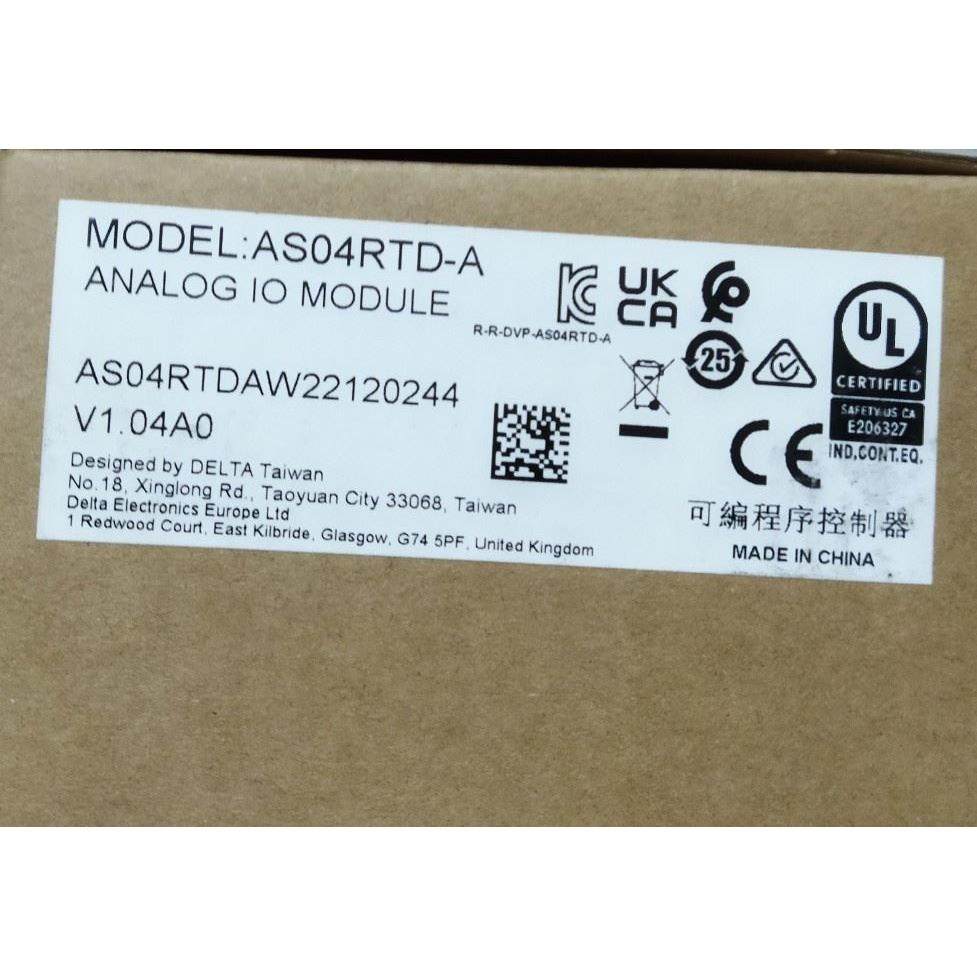 MODEL:AS04RTD-A
ANALOG IO MODULE
R-R-DVP-AS04RTD-A
UK
CA
25
UL
CERTIFIED
SAFETY:US CA
E206327
IND.CONT.EQ.
CE
AS04RTDAW22120244
V1.04A0
Designed by DELTA Taiwan
No.18, Xinglong Rd., Taoyuan City 33068, Taiwan
Delta Electronics Europe Ltd
1 Redwood Court, East Kilbride, Glasgow, G74 5PF, United Kingdom
可編程序控制器
MADE IN CHINA